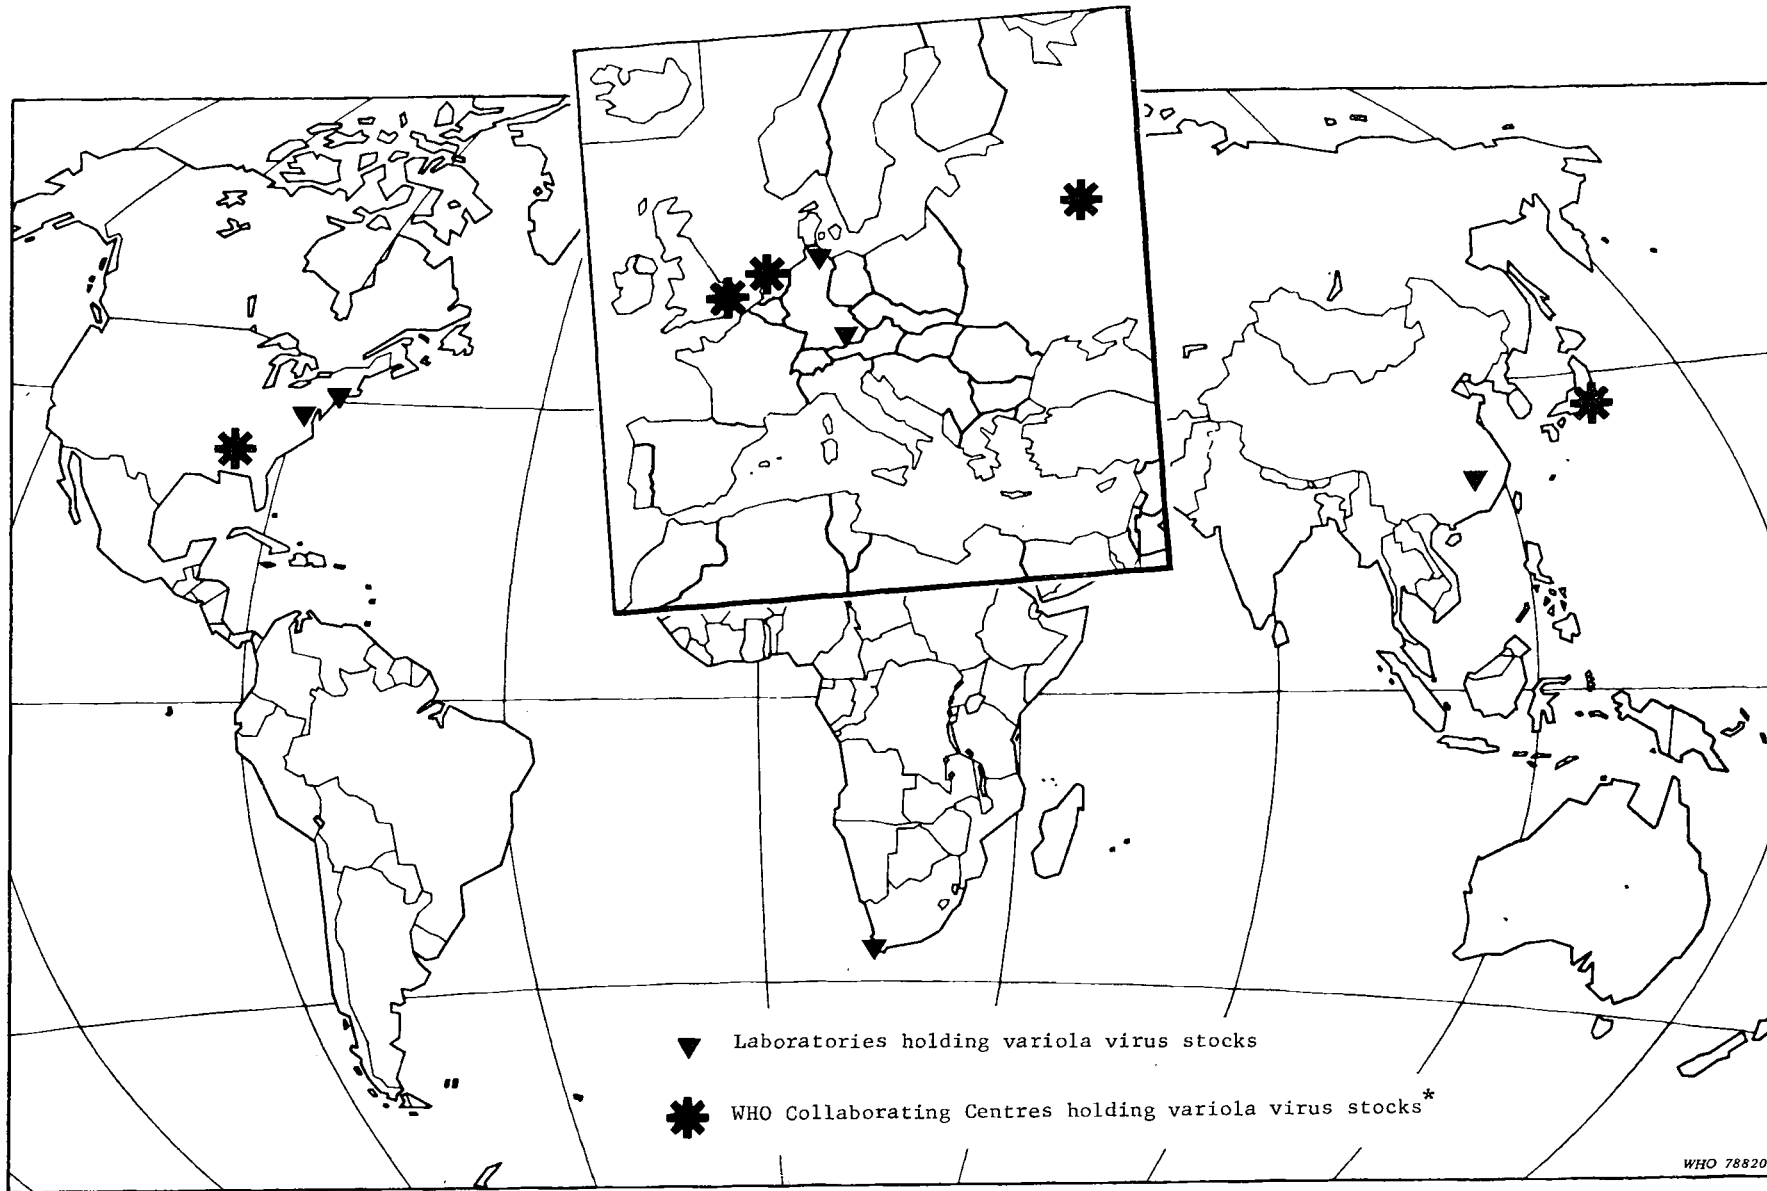 Laboratories holding variola virus stocks
WHO Collaborating Centres holding variola virus stocks*
WHO 78820